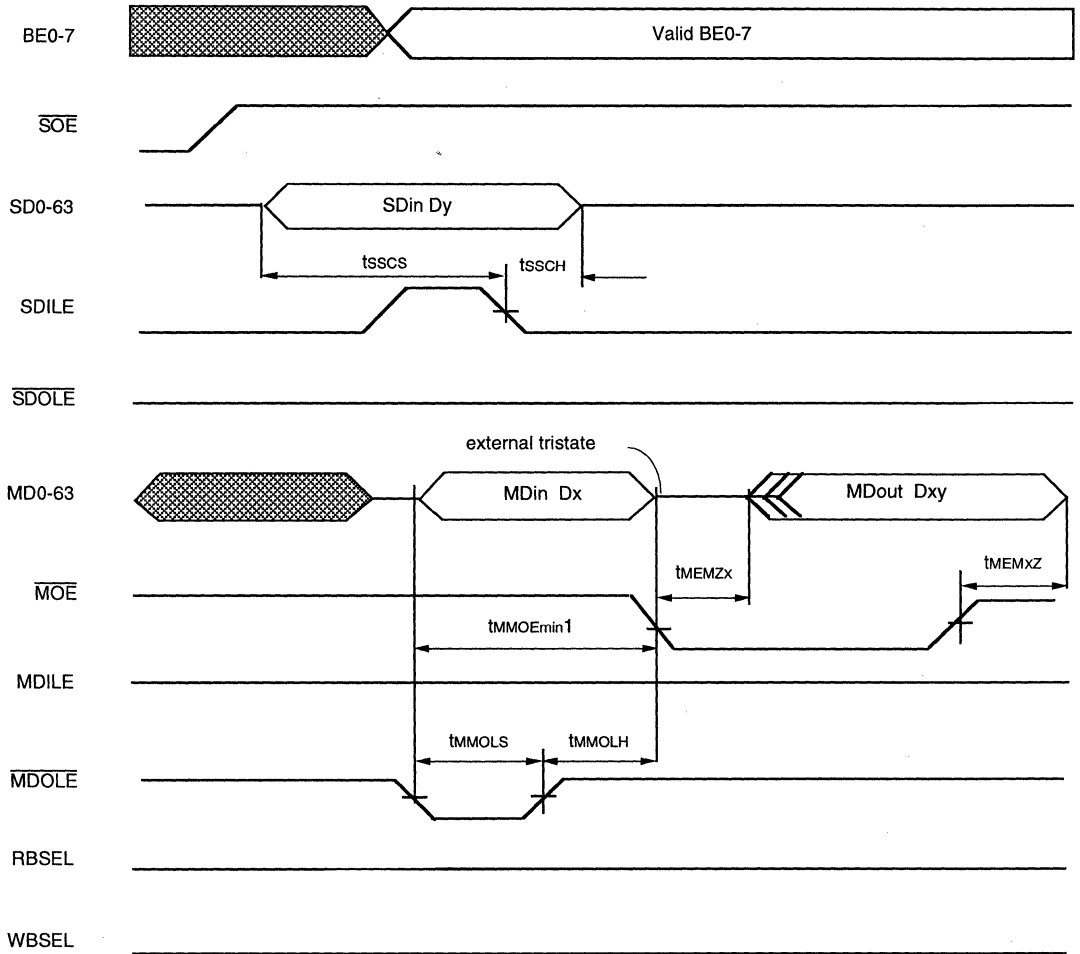 BE0-7
Valid BE0-7
SOE
SD0-63
SDin Dy
tSSCS
tSSCH
SDILE
SDOLE
external tristate
MD0-63
MDin Dx
MDout Dxy
tMEMZx
tMEMxZ
MOE
tMMOEmin1
MDILE
tMMOLS
tMMOLH
MDOLE
RBSEL
WBSEL